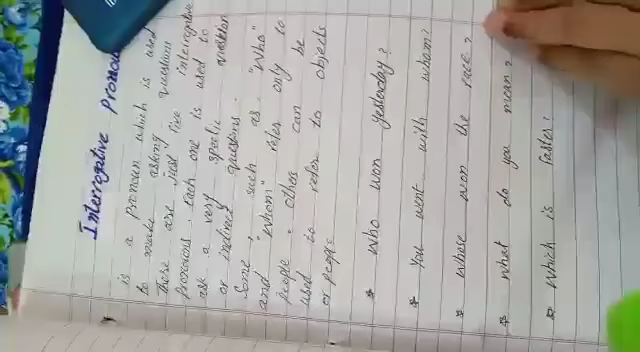 Interrogative Pronou
is a pronoun which is used
to make asking questions
There are just five interrogative
pronouns. Each one is used to
ask a very specific question
or indirect questions.
Some, such as "Who"
and "Whom" refer only to
people. others can be
used to refer to objects
or people
* Who won yesterday?
* You went with whom?
* Whose won the race?
* What do you mean?
* Which is faster?